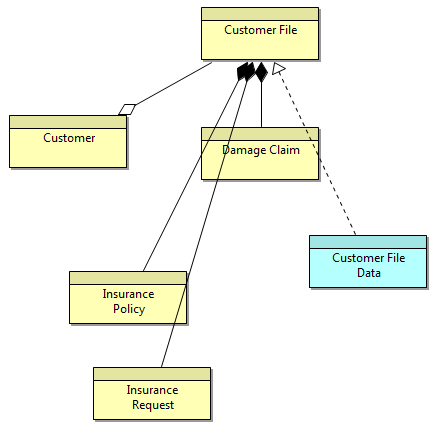 Customer File
Customer
Damage Claim
Customer File
Data
Insurance
Policy
Insurance
Request